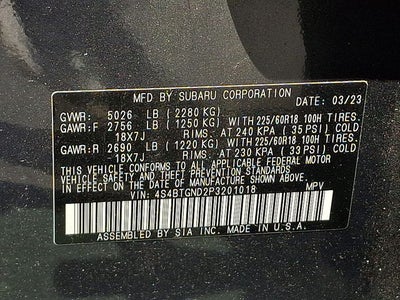 MFD BY SUBARU CORPORATION DATE: 03/23
GVWR: 5026 LB (2280 KG)
GAWR:F 2756 LB (1250 KG) WITH 225/60R18 100H TIRES.
18X7J RIMS. AT 240 KPA (35 PSI) COLD
GAWR:R 2690 LB (1220 KG) WITH 225/60R18 100H TIRES.
18X7J RIMS. AT 230 KPA (33 PSI) COLD
THIS VEHICLE CONFORMS TO ALL APPLICABLE FEDERAL MOTOR
VEHICLE SAFETY AND THEFT PREVENTION STANDARDS
IN EFFECT ON THE DATE OF MANUFACTURE SHOWN ABOVE.
VIN: 4S4BTGND2P3201018 MPV
ASSEMBLED BY SIA INC. MADE IN U.S.A.